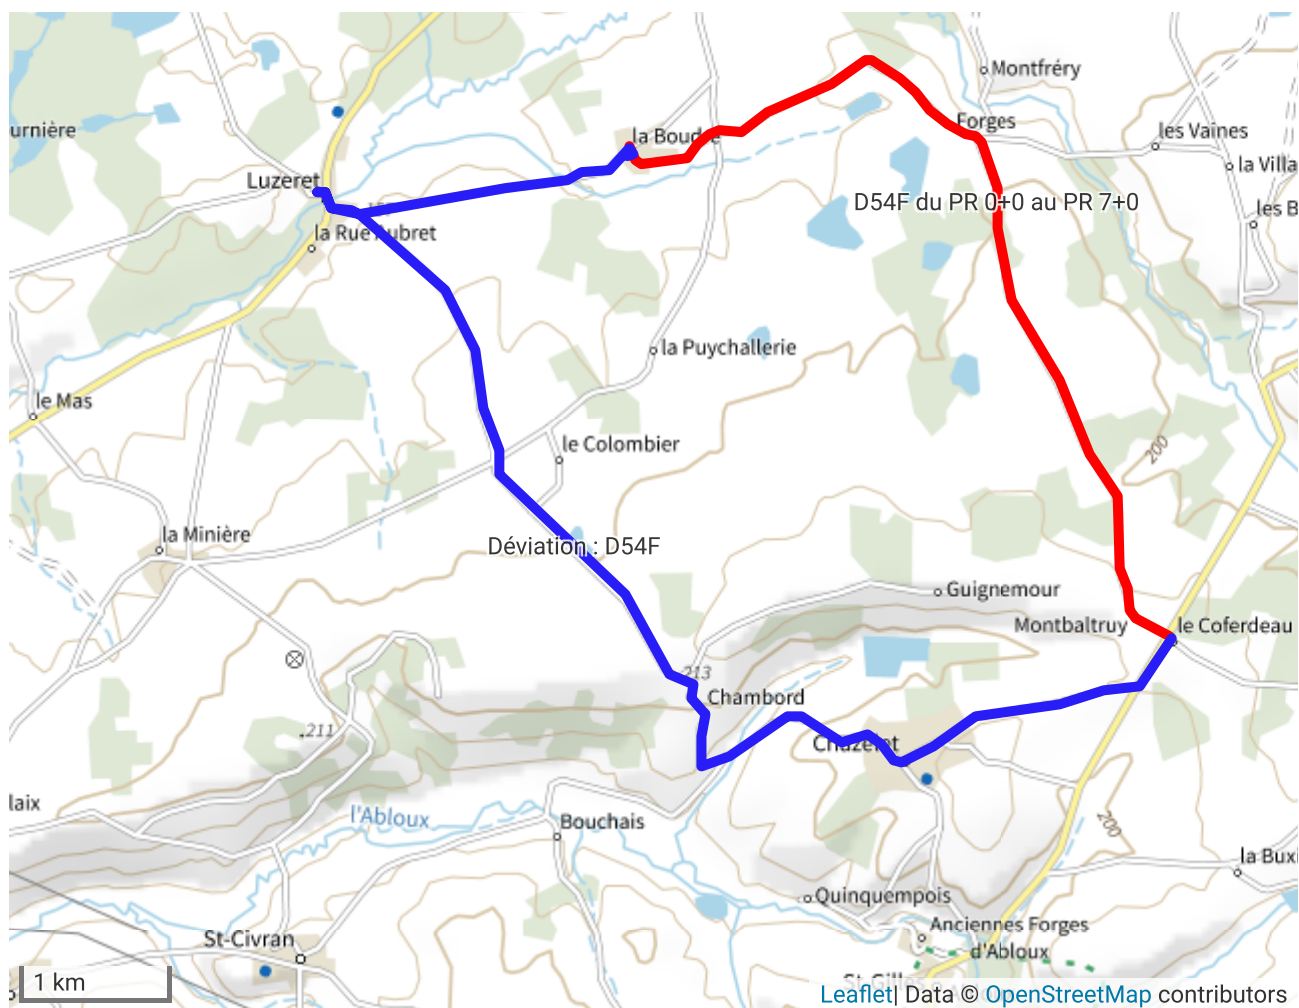 Montfréry
urnière
Forges
les Vaines
la Villa
Luzeret
D54F du PR 0+0 au PR 7+0
les B
la Rue Aubret
la Puychallerie
le Mas
le Colombier
200
la Minière
Déviation : D54F
Guignemour
Montbaltruy
le Coferdeau
213
Chambord
211
Chazelet
laix
l'Abloux
Bouchais
200
la Buxi
Quinquempois
Anciennes Forges
d'Abloux
St-Civran
1 km
Leaflet | Data © OpenStreetMap contributors